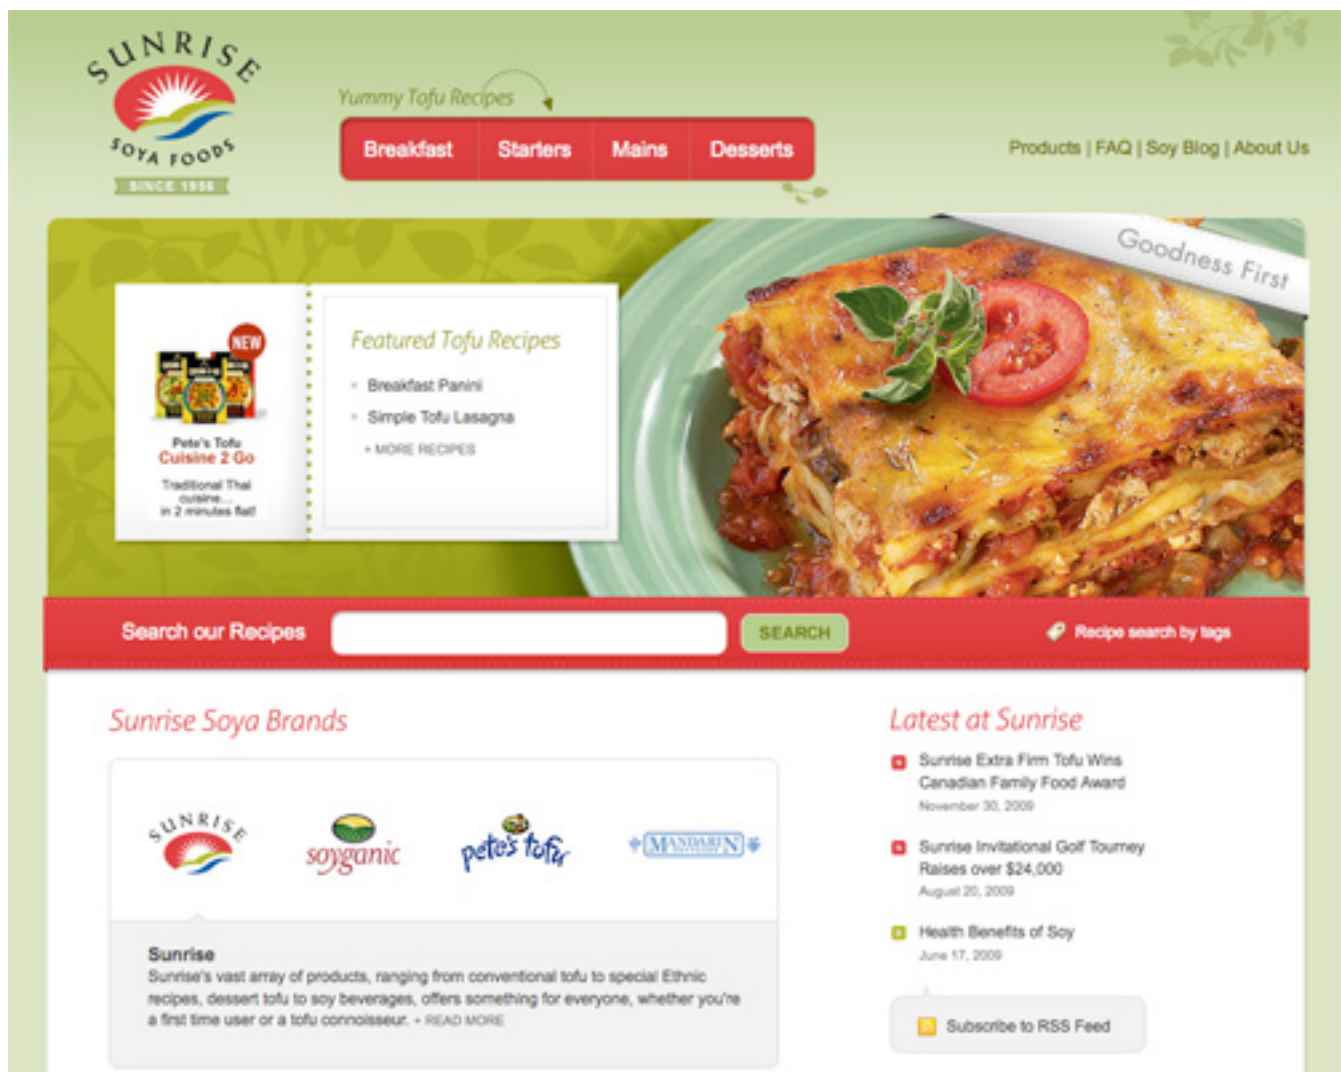 SUNRISE
SOYA FOODS
SINCE 1956
Yummy Tofu Recipes
Breakfast
Starters
Mains
Desserts
Products | FAQ | Soy Blog | About Us
Goodness First
NEW
Pete's Tofu
Cuisine 2 Go
Traditional Thai
cuisine...
in 2 minutes flat!
Featured Tofu Recipes
Breakfast Panini
Simple Tofu Lasagna
+ MORE RECIPES
Search our Recipes
SEARCH
Recipe search by tags
Sunrise Soya Brands
SUNRISE
soyganic
pete's tofu
MANDARIN
Sunrise
Sunrise's vast array of products, ranging from conventional tofu to special Ethnic
recipes, dessert tofu to soy beverages, offers something for everyone, whether you're
a first time user or a tofu connoisseur. + READ MORE
Latest at Sunrise
Sunrise Extra Firm Tofu Wins
Canadian Family Food Award
November 30, 2009
Sunrise Invitational Golf Tourney
Raises over $24,000
August 20, 2009
Health Benefits of Soy
June 17, 2009
Subscribe to RSS Feed